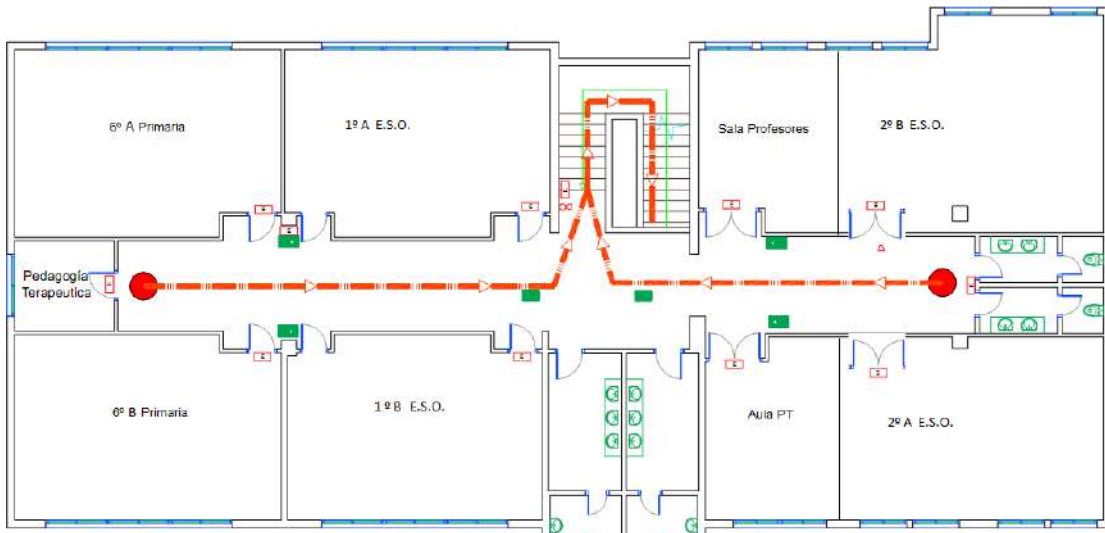 6º A Primaria
1º A E.S.O.
Sala Profesores
2º B E.S.O.
Pedagogía
Terapeutica
6º B Primaria
1º B E.S.O.
Aula PT
2º A E.S.O.